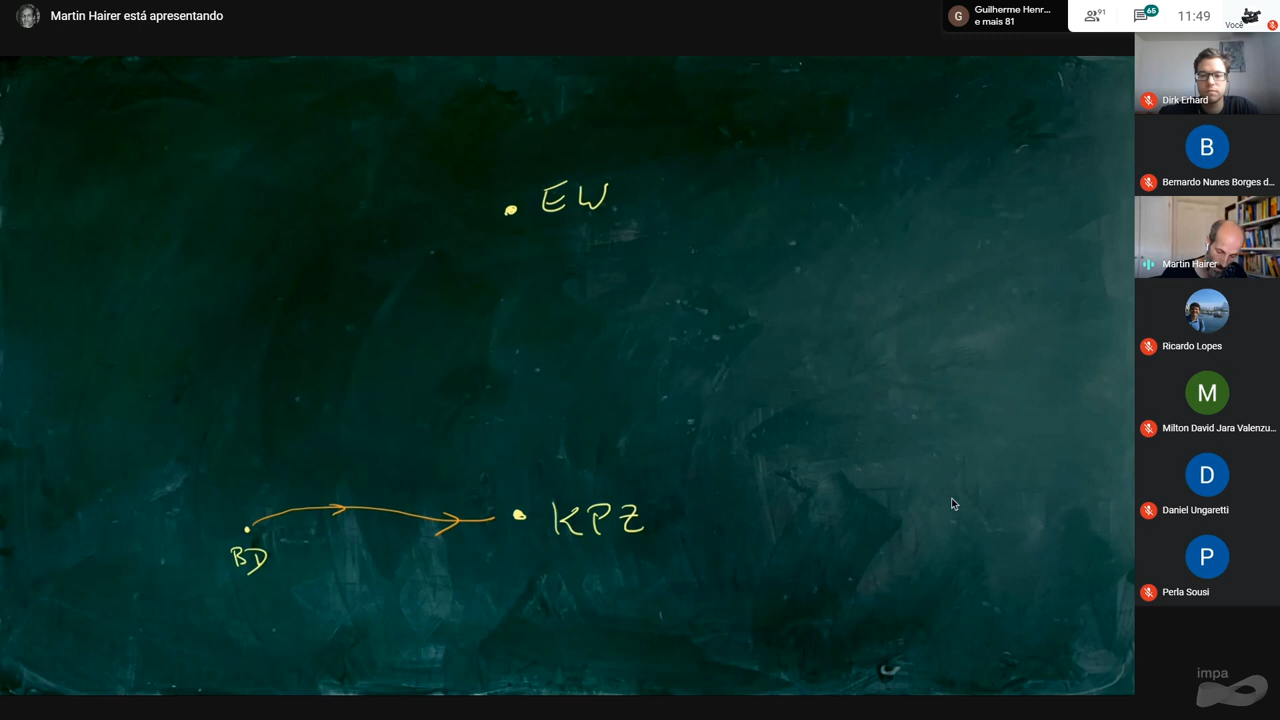 Martin Hairer está apresentando
G
Guilherme Henr...
e mais 81
91
65
11:49
Você
Dirk Erhard
B
Bernardo Nunes Borges d...
Martin Hairer
Ricardo Lopes
M
Milton David Jara Valenzu...
D
Daniel Ungaretti
P
Perla Sousi
impa
EW
KPZ
BD